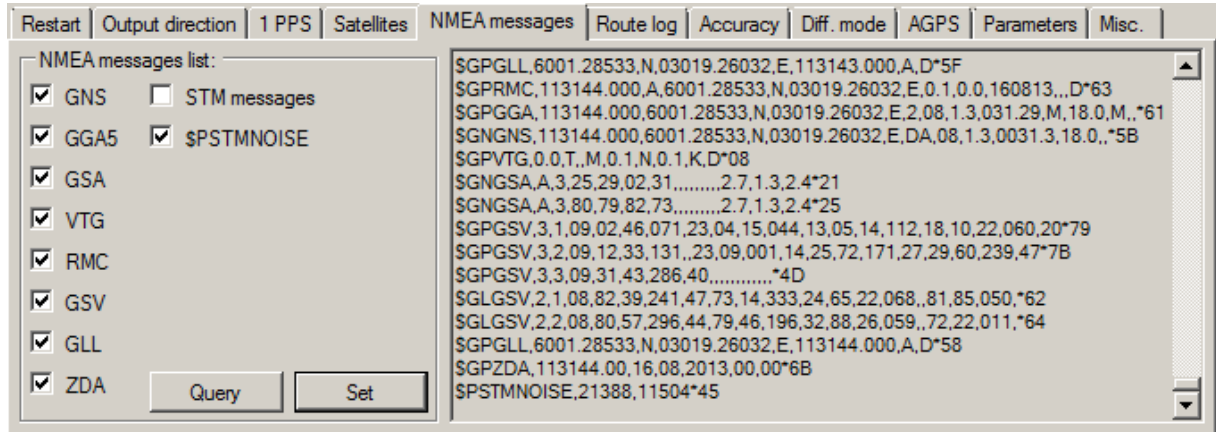 Restart Output direction 1 PPS Satellites NMEA messages Route log Accuracy Diff. mode AGPS Parameters Misc.
NMEA messages list:
GNS STM messages
GGA5 $PSTMNOISE
GSA
VTG
RMC
GSV
GLL
ZDA Query Set
$GPGLL,6001.28533,N,03019.26032,E,113143.000,A,D*5F
$GPRMC,113144.000,A,6001.28533,N,03019.26032,E,0.1,0.0,160813,,,D*63
$GPGGA,113144.000,6001.28533,N,03019.26032,E,2,08,1.3,031.29,M,18.0,M,,*61
$GNGNS,113144.000,6001.28533,N,03019.26032,E,DA,08,1.3,0031.3,18.0,,*5B
$GPVTG,0.0,T,,M,0.1,N,0.1,K,D*08
$GNGSA,A,3,25,29,02,31,,,,,,,,,2.7,1.3,2.4*21
$GNGSA,A,3,80,79,82,73,,,,,,,,,2.7,1.3,2.4*25
$GPGSV,3,1,09,02,46,071,23,04,15,044,13,05,14,112,18,10,22,060,20*79
$GPGSV,3,2,09,12,33,131,,23,09,001,14,25,72,171,27,29,60,239,47*7B
$GPGSV,3,3,09,31,43,286,40,,,,,,,,,,,,*4D
$GLGSV,2,1,08,82,39,241,47,73,14,333,24,65,22,068,,81,85,050,*62
$GLGSV,2,2,08,80,57,296,44,79,46,196,32,88,26,059,,72,22,011,*64
$GPGLL,6001.28533,N,03019.26032,E,113144.000,A,D*58
$GPZDA,113144.00,16,08,2013,00,00*6B
$PSTMNOISE,21388,11504*45